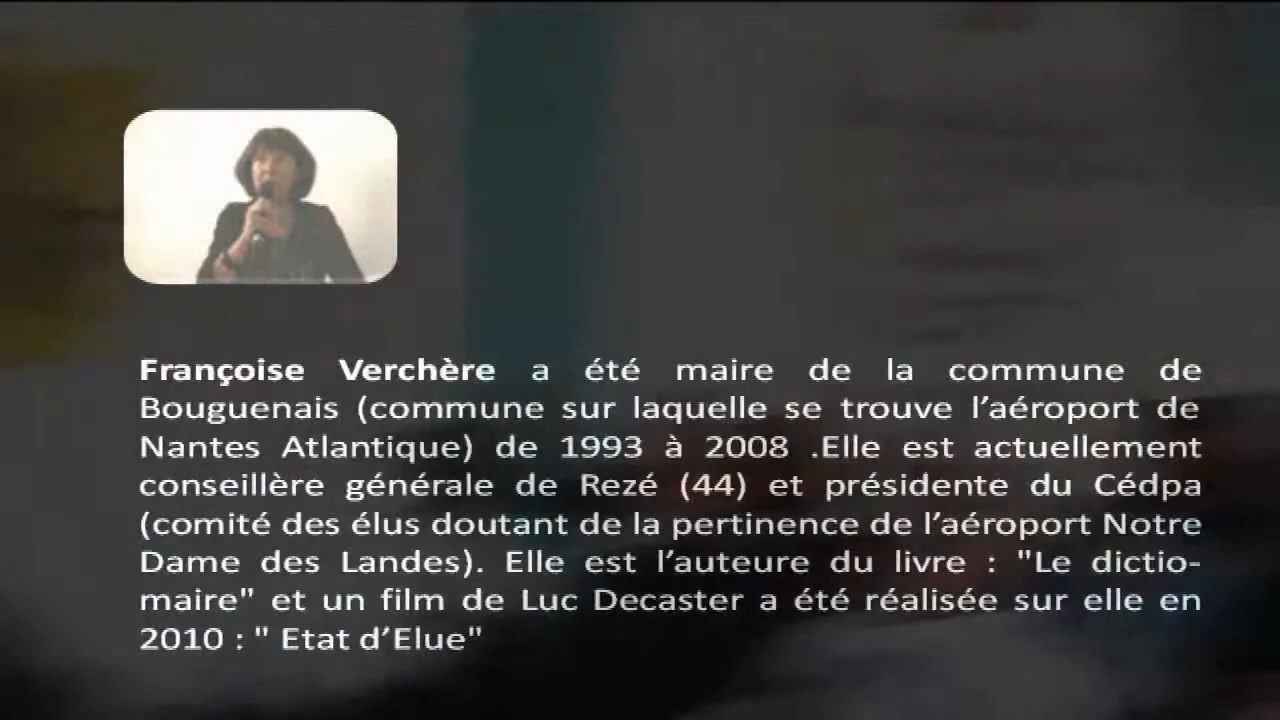 Françoise Verchère a été maire de la commune de
Bouguenais (commune sur laquelle se trouve l’aéroport de
Nantes Atlantique) de 1993 à 2008 .Elle est actuellement
conseillère générale de Rezé (44) et présidente du Cédpa
(comité des élus doutant de la pertinence de l’aéroport Notre
Dame des Landes). Elle est l’auteure du livre : "Le dictio-
maire" et un film de Luc Decaster a été réalisée sur elle en
2010 : " Etat d’Elue"